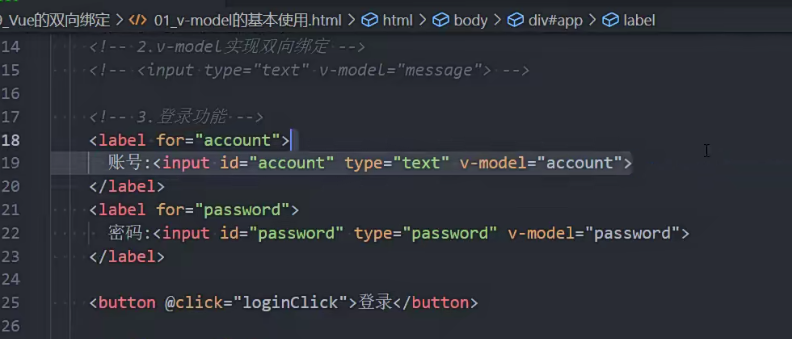 9_Vue的双向绑定 > 01_v-model的基本使用.html > html > body > div#app > label
14 <!-- 2.v-model实现双向绑定 -->
15 <!-- <input type="text" v-model="message"> -->
16
17 <!-- 3.登录功能 -->
18 <label for="account">
19 账号:<input id="account" type="text" v-model="account">
20 </label>
21 <label for="password">
22 密码:<input id="password" type="password" v-model="password">
23 </label>
24
25 <button @click="loginClick">登录</button>
26